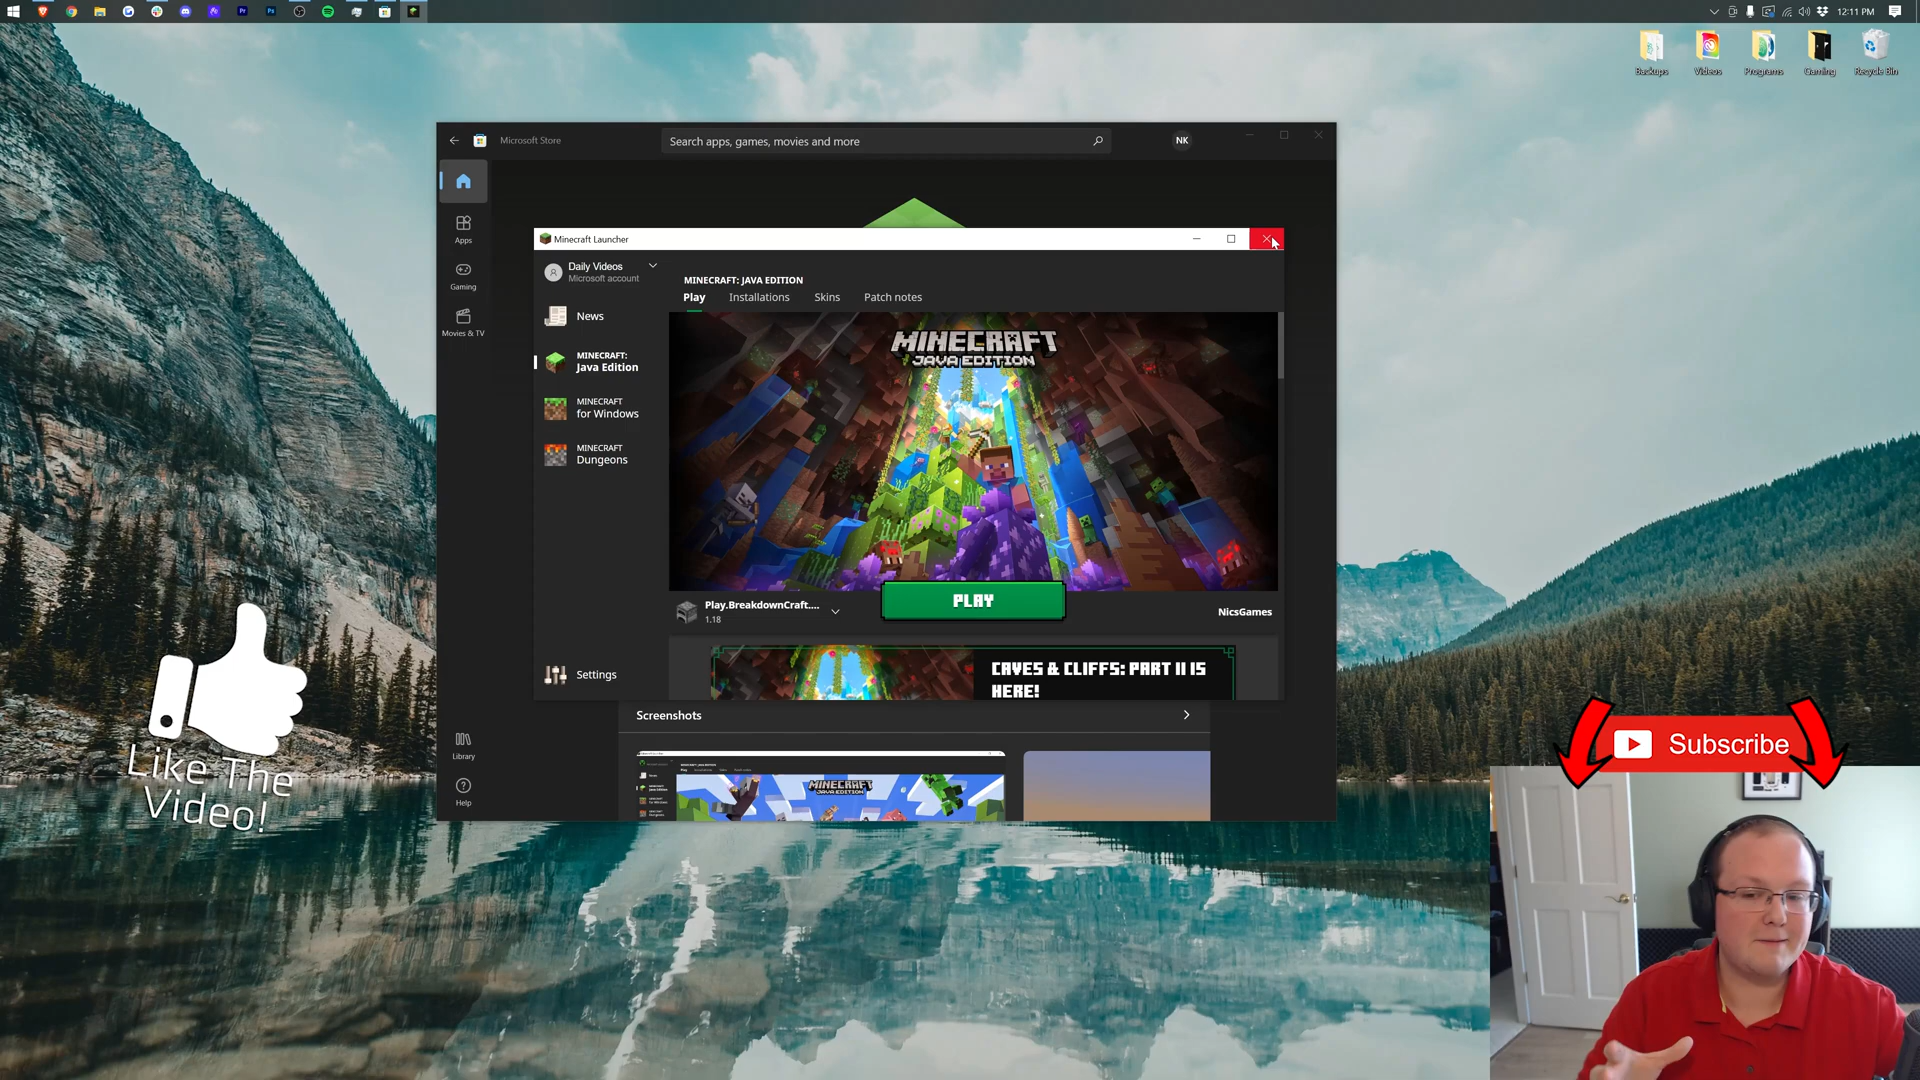 12:11 PM
Backups
Videos
Programs
Gaming
Recycle Bin
Microsoft Store
Search apps, games, movies and more
NK
Apps
Gaming
Movies & TV
Library
Help
Minecraft Launcher
Daily Videos
Microsoft account
News
MINECRAFT:
Java Edition
MINECRAFT
for Windows
MINECRAFT
Dungeons
Settings
MINECRAFT: JAVA EDITION
Play
Installations
Skins
Patch notes
MINECRAFT
JAVA EDITION
Play.BreakdownCraft....
1.18
PLAY
NicsGames
CAVES & CLIFFS: PART II IS
HERE!
Screenshots
MINECRAFT
JAVA EDITION
Like The
Video!
Subscribe